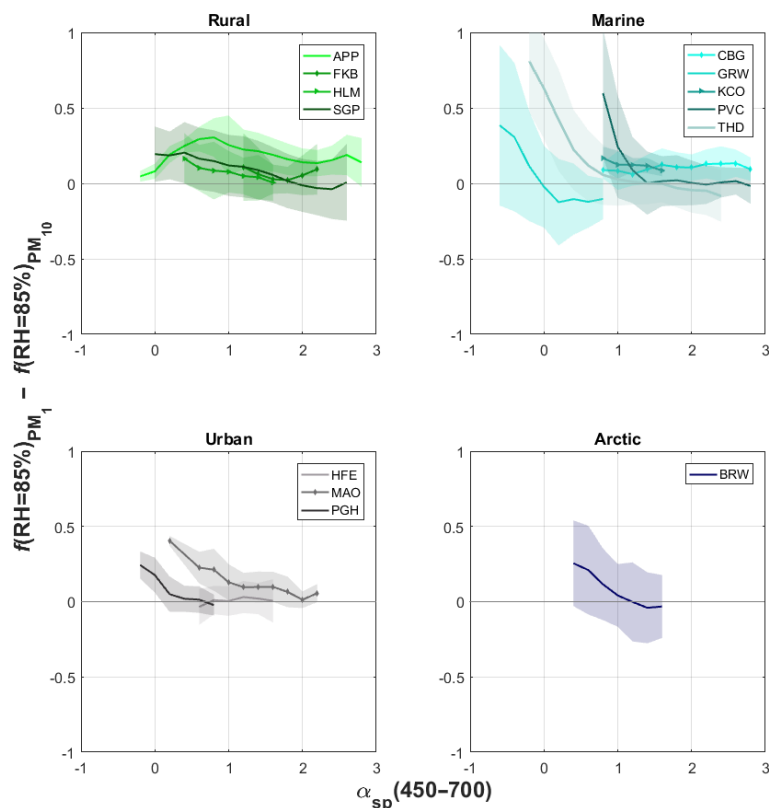 Rural
1
0.5
0
-0.5
-1
-1
0
1
2
3
APP
FKB
HLM
SGP
Marine
1
0.5
0
-0.5
-1
-1
0
1
2
3
CBG
GRW
KCO
PVC
THD
f(RH=85%)PM1 − f(RH=85%)PM10
Urban
1
0.5
0
-0.5
-1
-1
0
1
2
3
HFE
MAO
PGH
Arctic
1
0.5
0
-0.5
-1
-1
0
1
2
3
BRW
αsp(450−700)